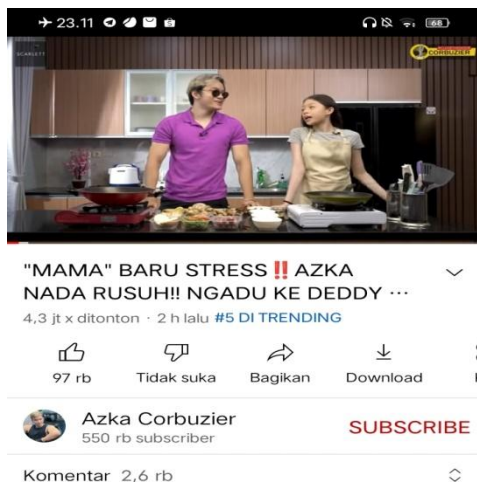 23.11
68
SCARLETT
CORBUZIER
"MAMA" BARU STRESS ‼ AZKA
NADA RUSUH!! NGADU KE DEDDY ...
4,3 jt x ditonton · 2 h lalu #5 DI TRENDING
97 rb Tidak suka Bagikan Download
Azka Corbuzier SUBSCRIBE
550 rb subscriber
Komentar 2,6 rb